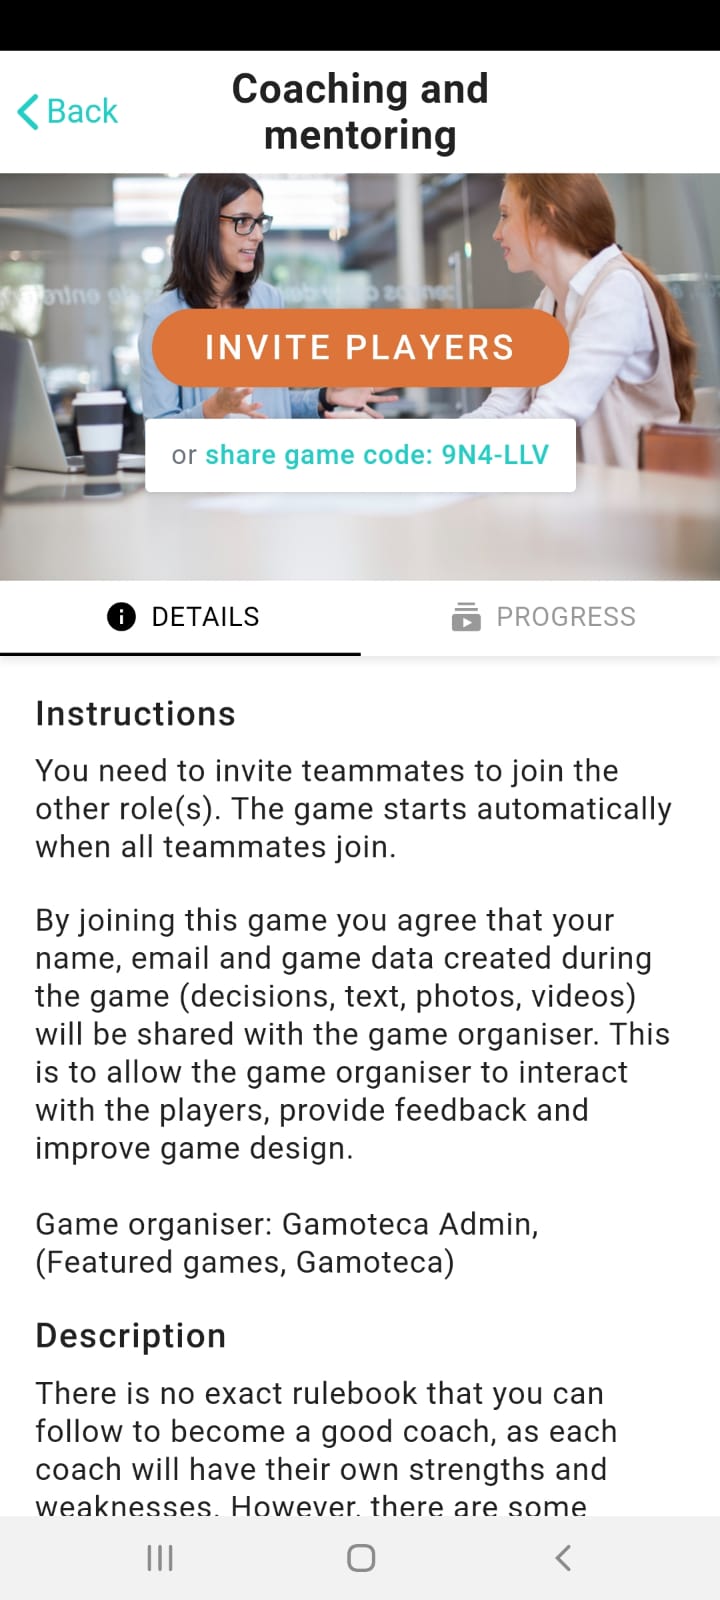 Back
Coaching and
mentoring
INVITE PLAYERS
or share game code: 9N4-LLV
DETAILS
PROGRESS
Instructions
You need to invite teammates to join the
other role(s). The game starts automatically
when all teammates join.
By joining this game you agree that your
name, email and game data created during
the game (decisions, text, photos, videos)
will be shared with the game organiser. This
is to allow the game organiser to interact
with the players, provide feedback and
improve game design.
Game organiser: Gamoteca Admin,
(Featured games, Gamoteca)
Description
There is no exact rulebook that you can
follow to become a good coach, as each
coach will have their own strengths and
weaknesses. However, there are some